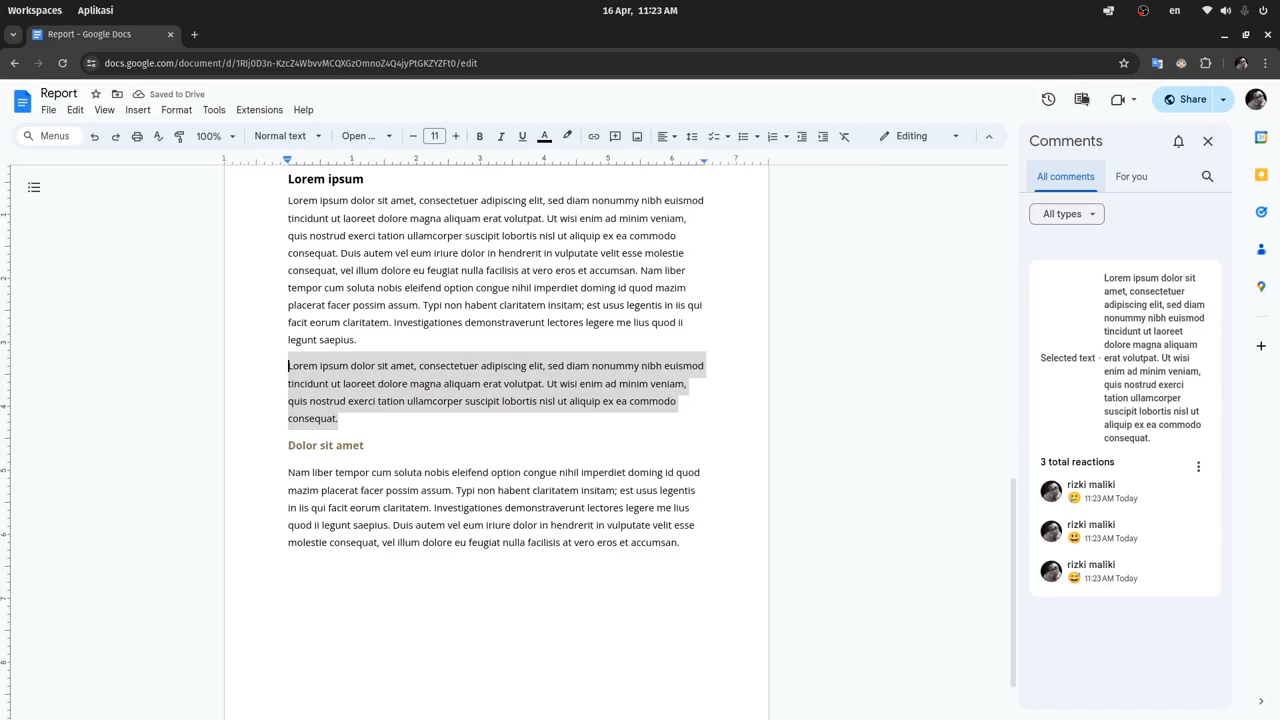 Workspaces Aplikasi 16 Apr, 11:23 AM en
Report - Google Docs
docs.google.com/document/d/1RIj0D3n-KzcZ4WbvvMCQXGzOmnoZ4Q4jyPtGKZYZFt0/edit
Report Saved to Drive
File Edit View Insert Format Tools Extensions Help
Share
Menus 100% Normal text Open ... 11 Editing
1 1 2 3 4 5 6 7
1
2
3
4
5
6
7
8
Lorem ipsum
Lorem ipsum dolor sit amet, consectetuer adipiscing elit, sed diam nonummy nibh euismod
tincidunt ut laoreet dolore magna aliquam erat volutpat. Ut wisi enim ad minim veniam,
quis nostrud exerci tation ullamcorper suscipit lobortis nisl ut aliquip ex ea commodo
consequat. Duis autem vel eum iriure dolor in hendrerit in vulputate velit esse molestie
consequat, vel illum dolore eu feugiat nulla facilisis at vero eros et accumsan. Nam liber
tempor cum soluta nobis eleifend option congue nihil imperdiet doming id quod mazim
placerat facer possim assum. Typi non habent claritatem insitam; est usus legentis in iis qui
facit eorum claritatem. Investigationes demonstraverunt lectores legere me lius quod ii
legunt saepius.
Lorem ipsum dolor sit amet, consectetuer adipiscing elit, sed diam nonummy nibh euismod
tincidunt ut laoreet dolore magna aliquam erat volutpat. Ut wisi enim ad minim veniam,
quis nostrud exerci tation ullamcorper suscipit lobortis nisl ut aliquip ex ea commodo
consequat.
Dolor sit amet
Nam liber tempor cum soluta nobis eleifend option congue nihil imperdiet doming id quod
mazim placerat facer possim assum. Typi non habent claritatem insitam; est usus legentis
in iis qui facit eorum claritatem. Investigationes demonstraverunt lectores legere me lius
quod ii legunt saepius. Duis autem vel eum iriure dolor in hendrerit in vulputate velit esse
molestie consequat, vel illum dolore eu feugiat nulla facilisis at vero eros et accumsan.
Comments
All comments For you
All types
Selected text ·
Lorem ipsum dolor sit
amet, consectetuer
adipiscing elit, sed diam
nonummy nibh euismod
tincidunt ut laoreet
dolore magna aliquam
erat volutpat. Ut wisi
enim ad minim veniam,
quis nostrud exerci
tation ullamcorper
suscipit lobortis nisl ut
aliquip ex ea commodo
consequat.
3 total reactions
rizki maliki
11:23 AM Today
rizki maliki
11:23 AM Today
rizki maliki
11:23 AM Today